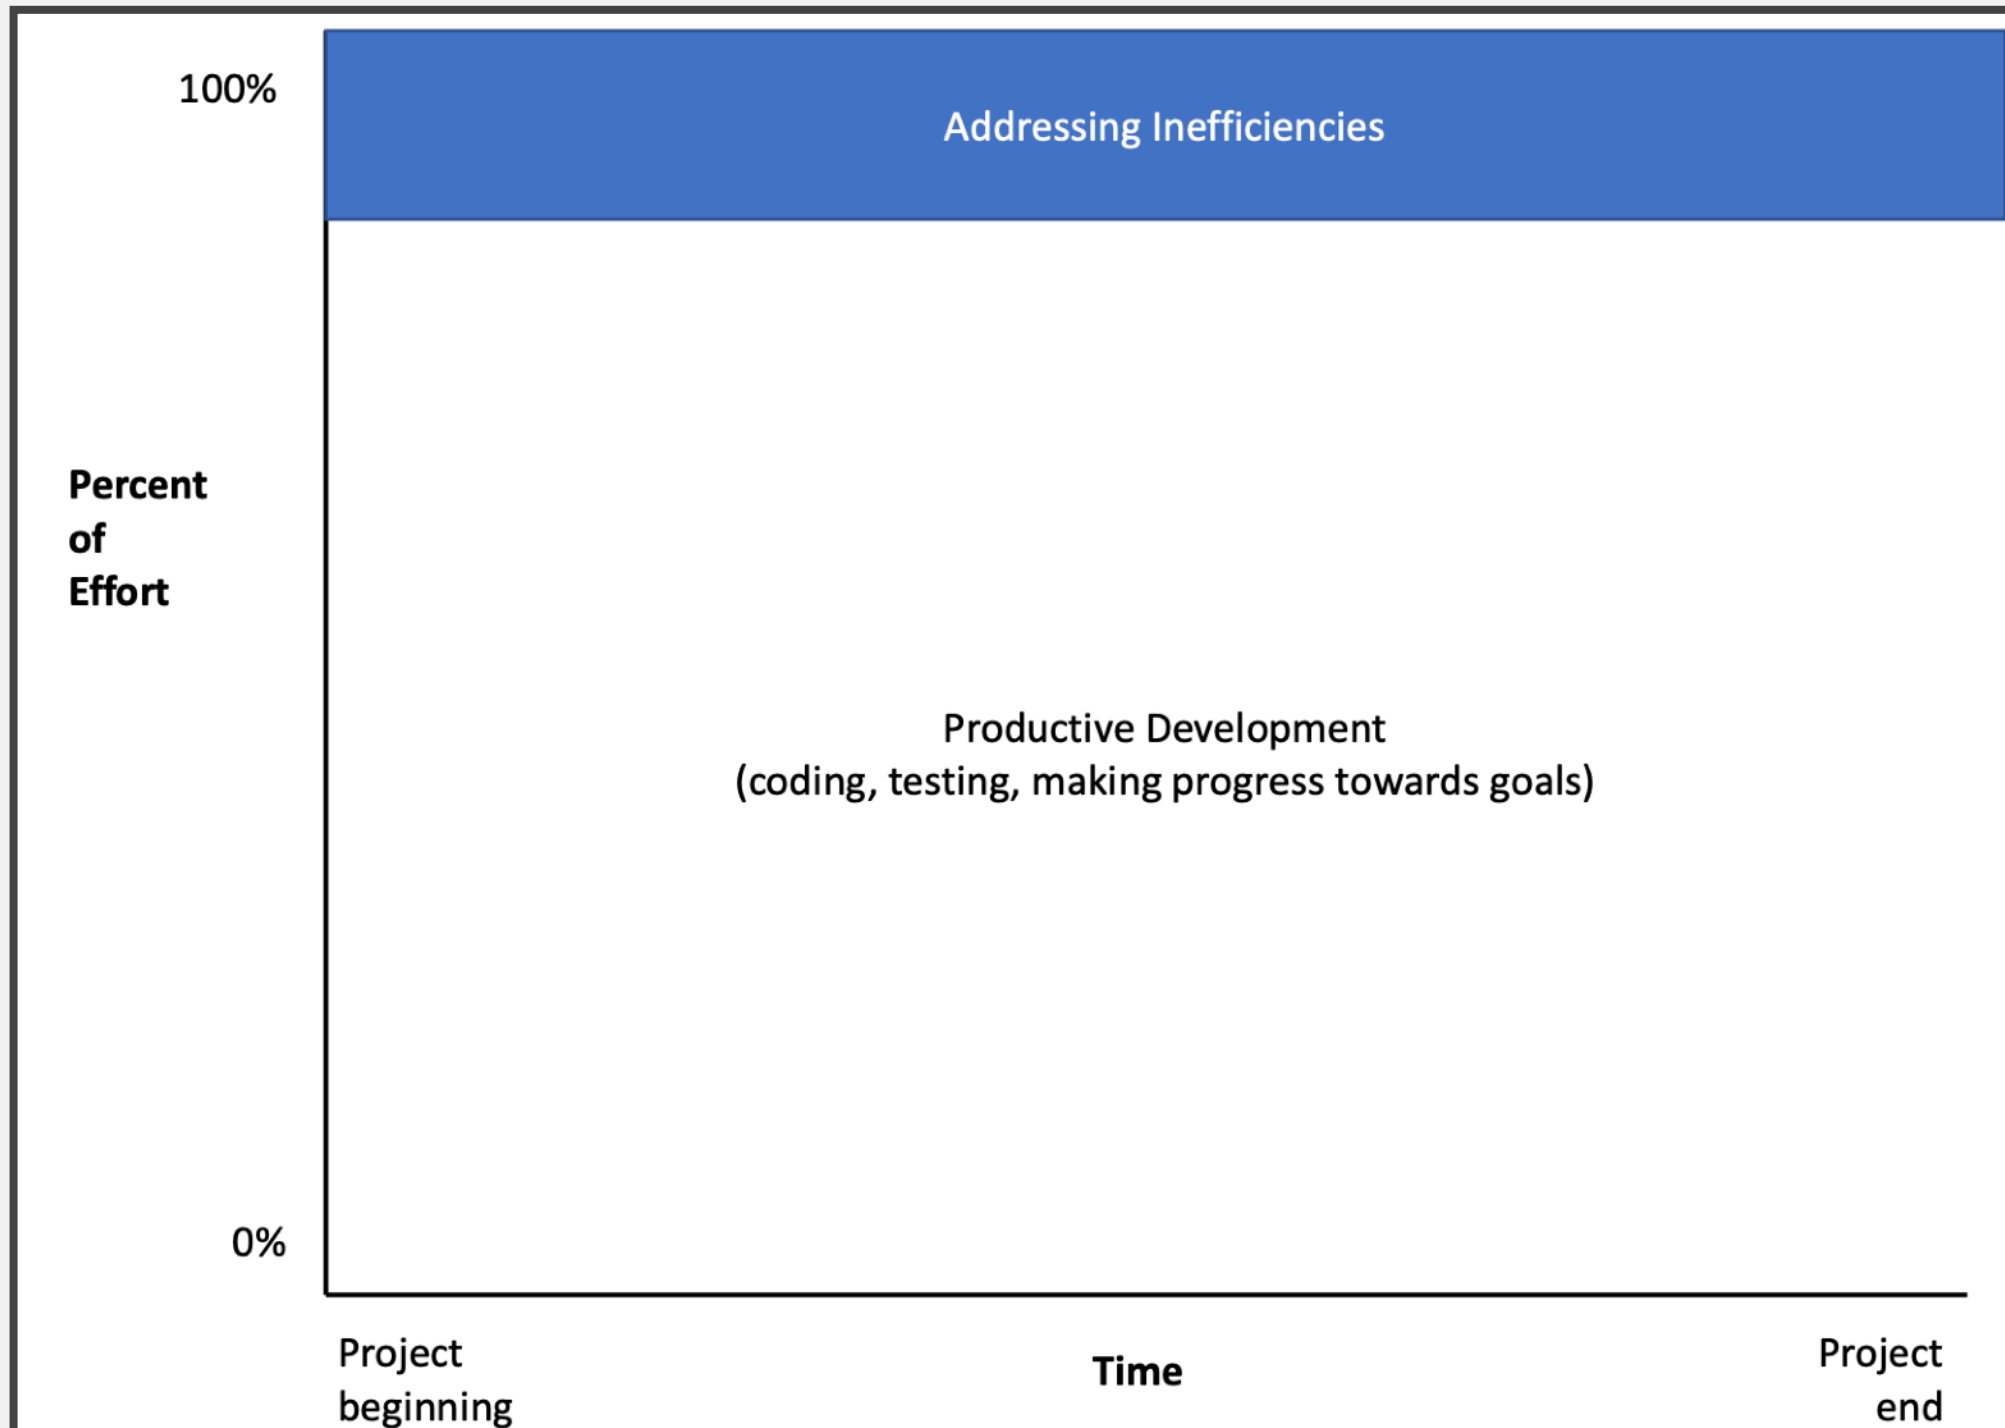 100%
Addressing Inefficiencies
Percent
of
Effort
Productive Development
(coding, testing, making progress towards goals)
0%
Project
beginning
Time
Project
end